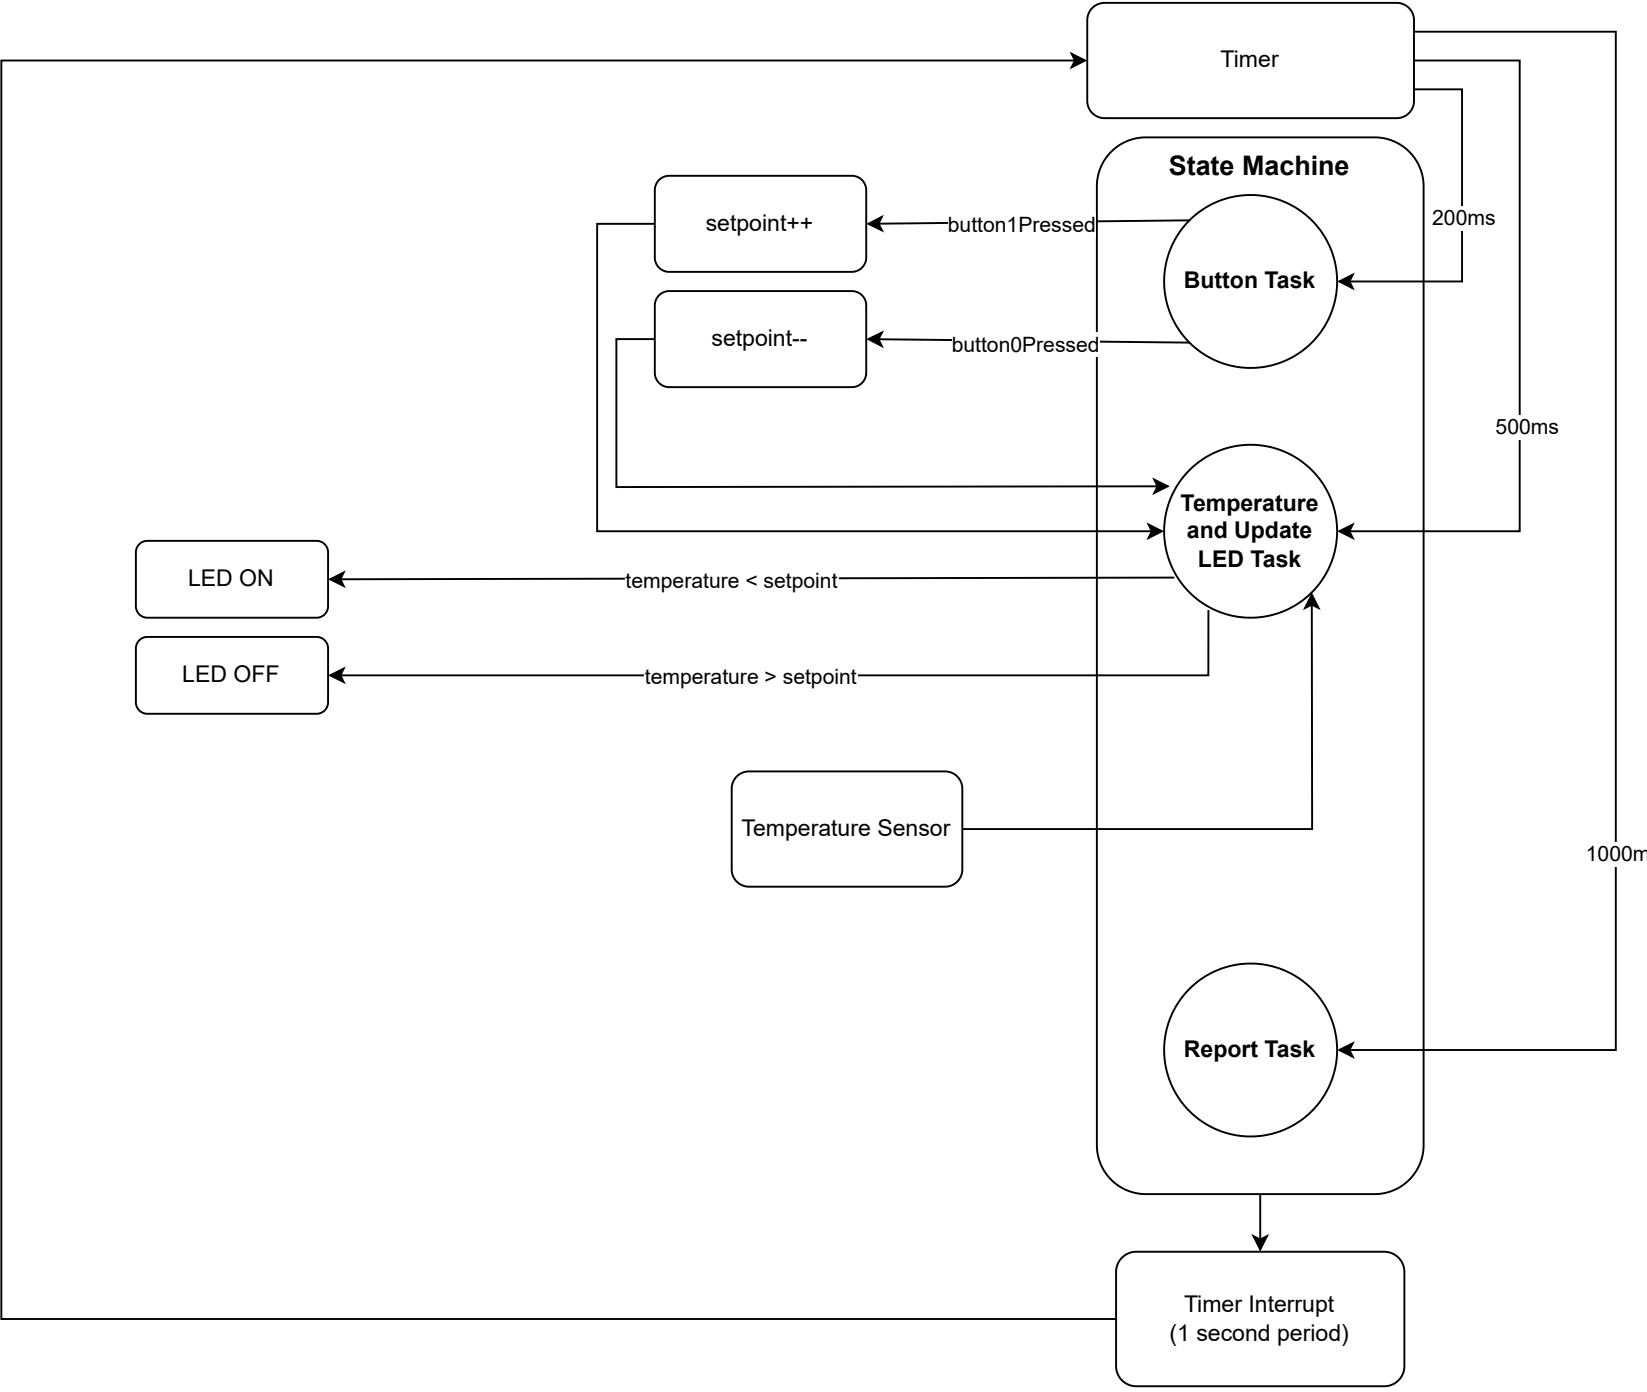 Timer
State Machine
setpoint++
button1Pressed
200ms
Button Task
setpoint--
button0Pressed
500ms
Temperature
and Update
LED Task
LED ON
temperature < setpoint
LED OFF
temperature > setpoint
Temperature Sensor
1000m
Report Task
Timer Interrupt
(1 second period)